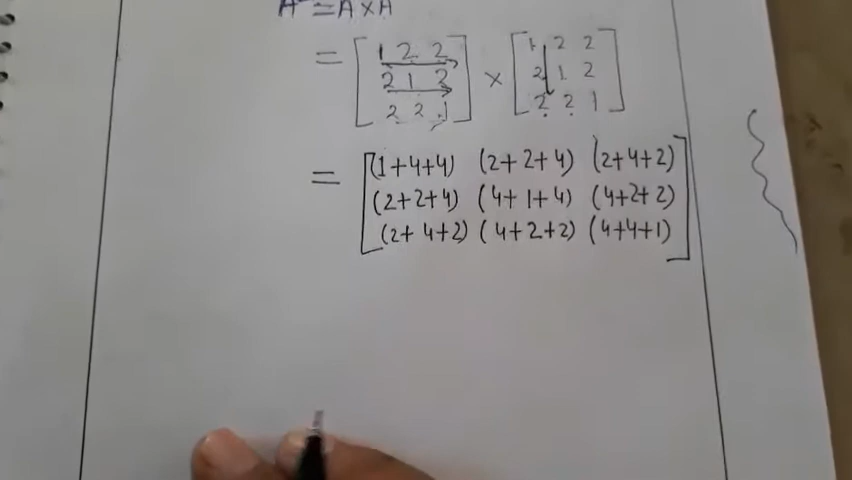 A² = A × A
= [ 1 2 2 ] × [ 1 2 2 ]
[ 2 1 2 ] [ 2 1 2 ]
[ 2 2 1 ] [ 2 2 1 ]
= [ (1+4+4) (2+2+4) (2+4+2) ]
[ (2+2+4) (4+1+4) (4+2+2) ]
[ (2+4+2) (4+2+2) (4+4+1) ]